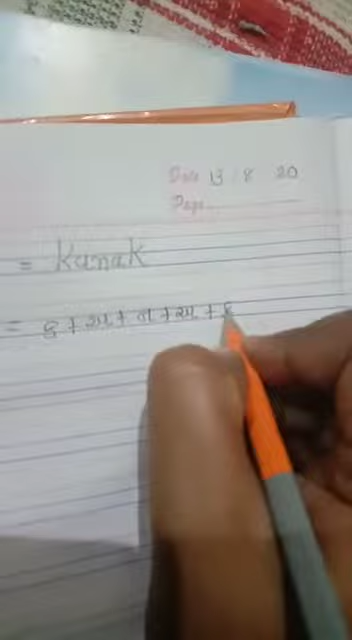 Date 13 8 20
Page
= Kanak
= ક + અ + ન + અ + ક